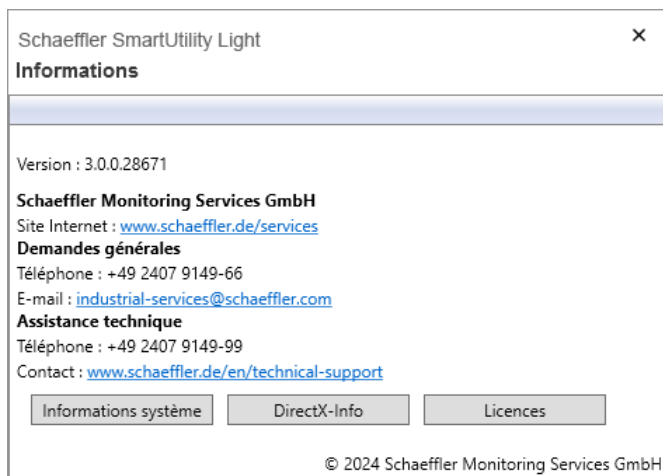 Schaeffler SmartUtility Light
Informations
Version : 3.0.0.28671
Schaeffler Monitoring Services GmbH
Site Internet : www.schaeffler.de/services
Demandes générales
Téléphone : +49 2407 9149-66
E-mail : industrial-services@schaeffler.com
Assistance technique
Téléphone : +49 2407 9149-99
Contact : www.schaeffler.de/en/technical-support
Informations système DirectX-Info Licences
© 2024 Schaeffler Monitoring Services GmbH